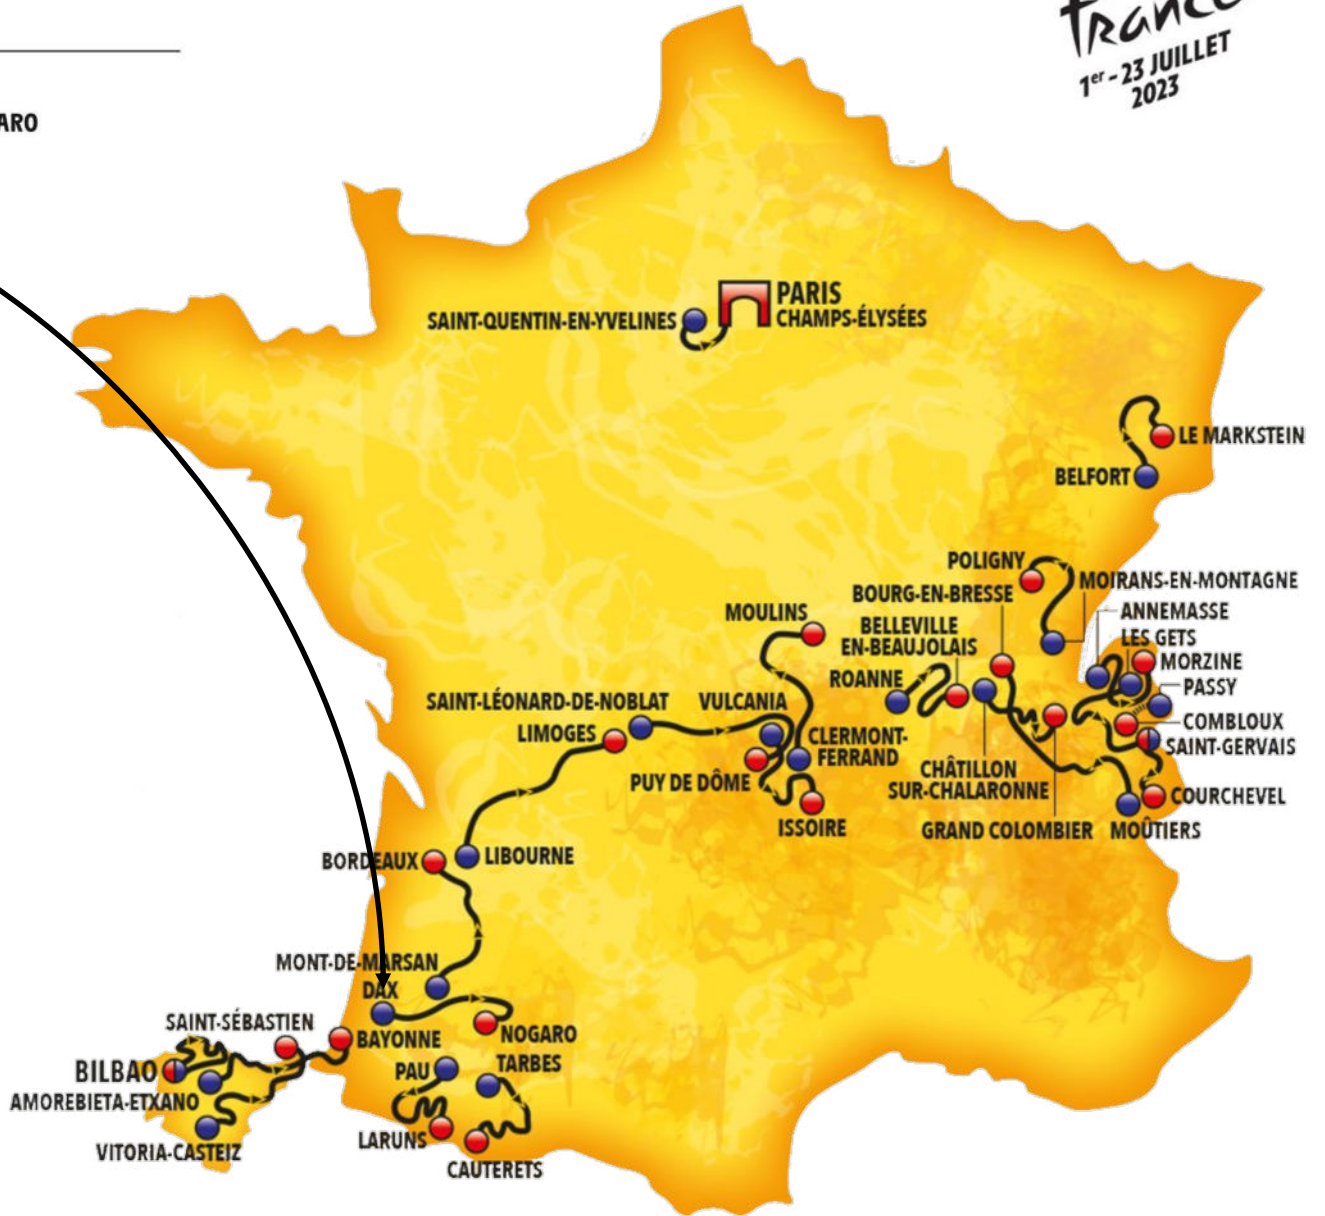 France
1er - 23 JUILLET
2023
ARO
PARIS
CHAMPS-ÉLYSÉES
SAINT-QUENTIN-EN-YVELINES
LE MARKSTEIN
BELFORT
POLIGNY
MOIRANS-EN-MONTAGNE
BOURG-EN-BRESSE
ANNEMASSE
MOULINS
BELLEVILLE
EN-BEAUJOLAIS
LES GETS
MORZINE
ROANNE
PASSY
SAINT-LÉONARD-DE-NOBLAT
VULCANIA
COMBLOUX
LIMOGES
CLERMONT-
FERRAND
SAINT-GERVAIS
PUY DE DÔME
CHÂTILLON
SUR-CHALARONNE
COURCHEVEL
ISSOIRE
GRAND COLOMBIER
MOÛTIERS
BORDEAUX
LIBOURNE
MONT-DE-MARSAN
DAX
SAINT-SÉBASTIEN
BAYONNE
NOGARO
BILBAO
PAU
TARBES
AMOREBIETA-ETXANO
LARUNS
VITORIA-CASTEIZ
CAUTERETS